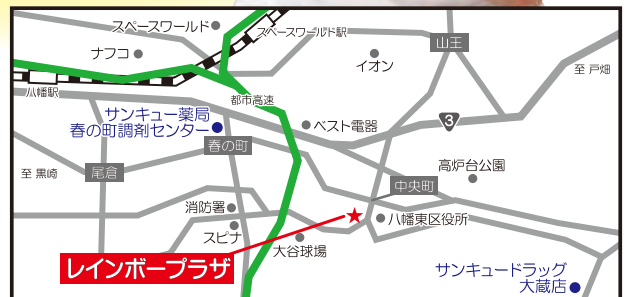 スペースワールド
スペースワールド駅
ナフコ
イオン
山王
至 戸畑
八幡駅
都市高速
サンキュー薬局
春の町調剤センター
ベスト電器
3
春の町
至 黒崎
尾倉
高炉台公園
中央町
消防署
スピナ
大谷球場
八幡東区役所
レインボープラザ
サンキュードラッグ
大蔵店